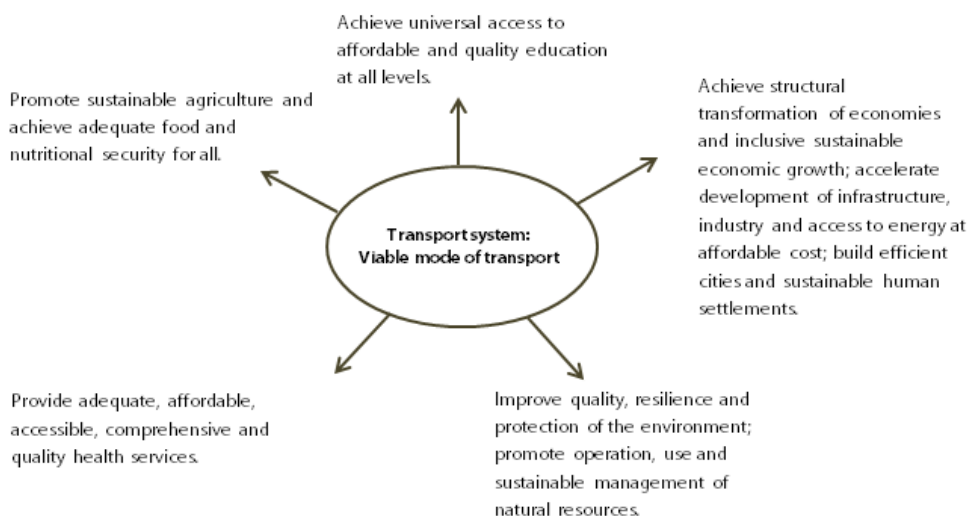 Achieve universal access to
affordable and quality education
at all levels.
Promote sustainable agriculture and
achieve adequate food and
nutritional security for all.
Achieve structural
transformation of economies
and inclusive sustainable
economic growth; accelerate
development of infrastructure,
industry and access to energy at
affordable cost; build efficient
cities and sustainable human
settlements.
Transport system:
Viable mode of transport
Provide adequate, affordable,
accessible, comprehensive and
quality health services.
Improve quality, resilience and
protection of the environment;
promote operation, use and
sustainable management of
natural resources.